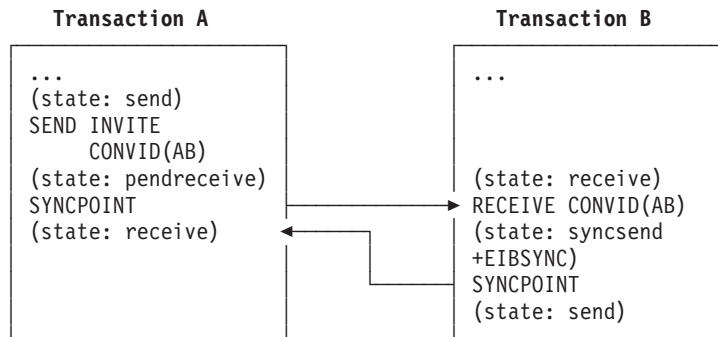 Transaction A
Transaction B
...
(state: send)
SEND INVITE
CONVID(AB)
(state: pendreceive)
SYNCPOINT
(state: receive)
...
(state: receive)
RECEIVE CONVID(AB)
(state: syncsend
+EIBSYNC)
SYNCPOINT
(state: send)